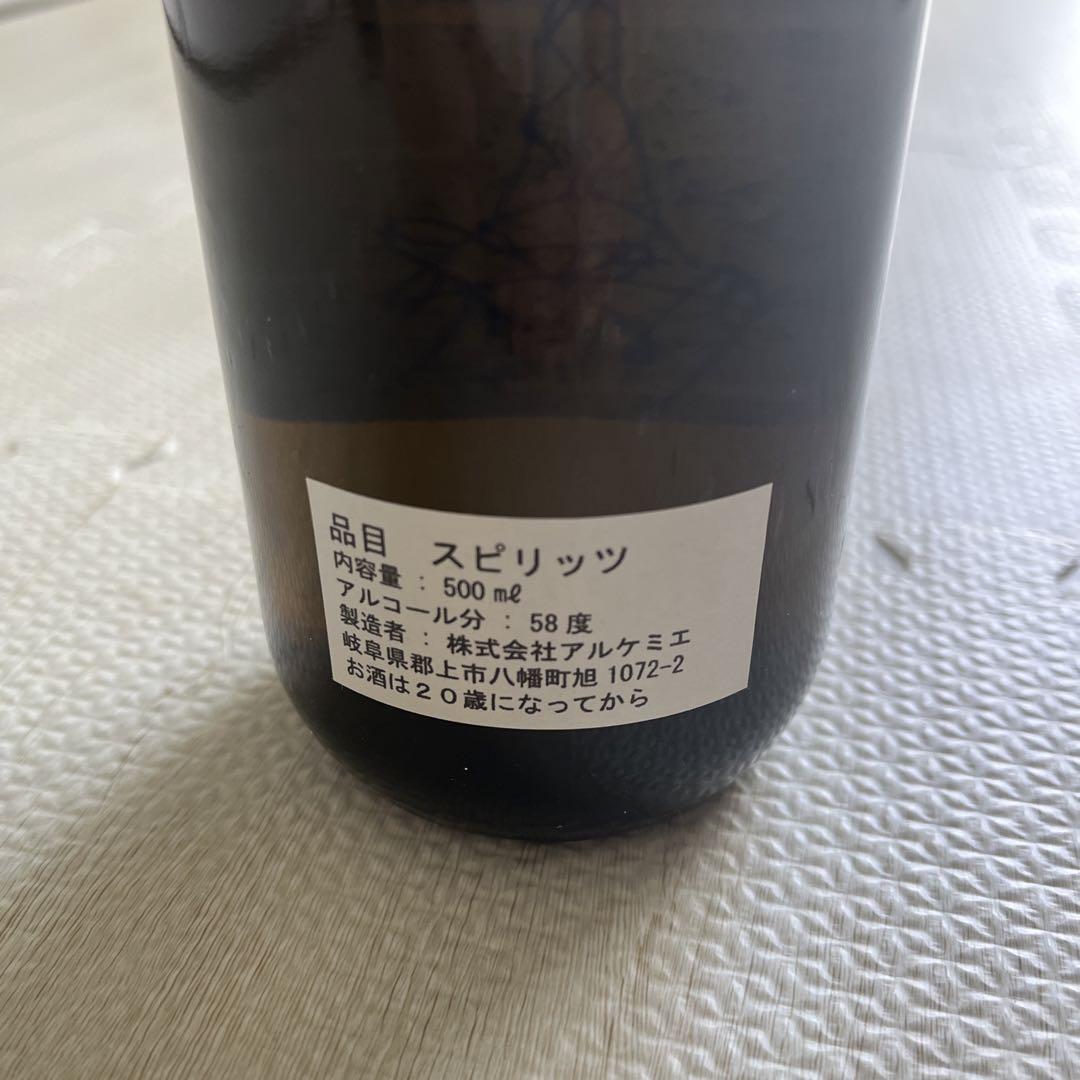 品目 スピリッツ
内容量 : 500 ㎖
アルコール分 : 58 度
製造者 : 株式会社アルケミエ
岐阜県郡上市八幡町旭 1072-2
お酒は20歳になってから